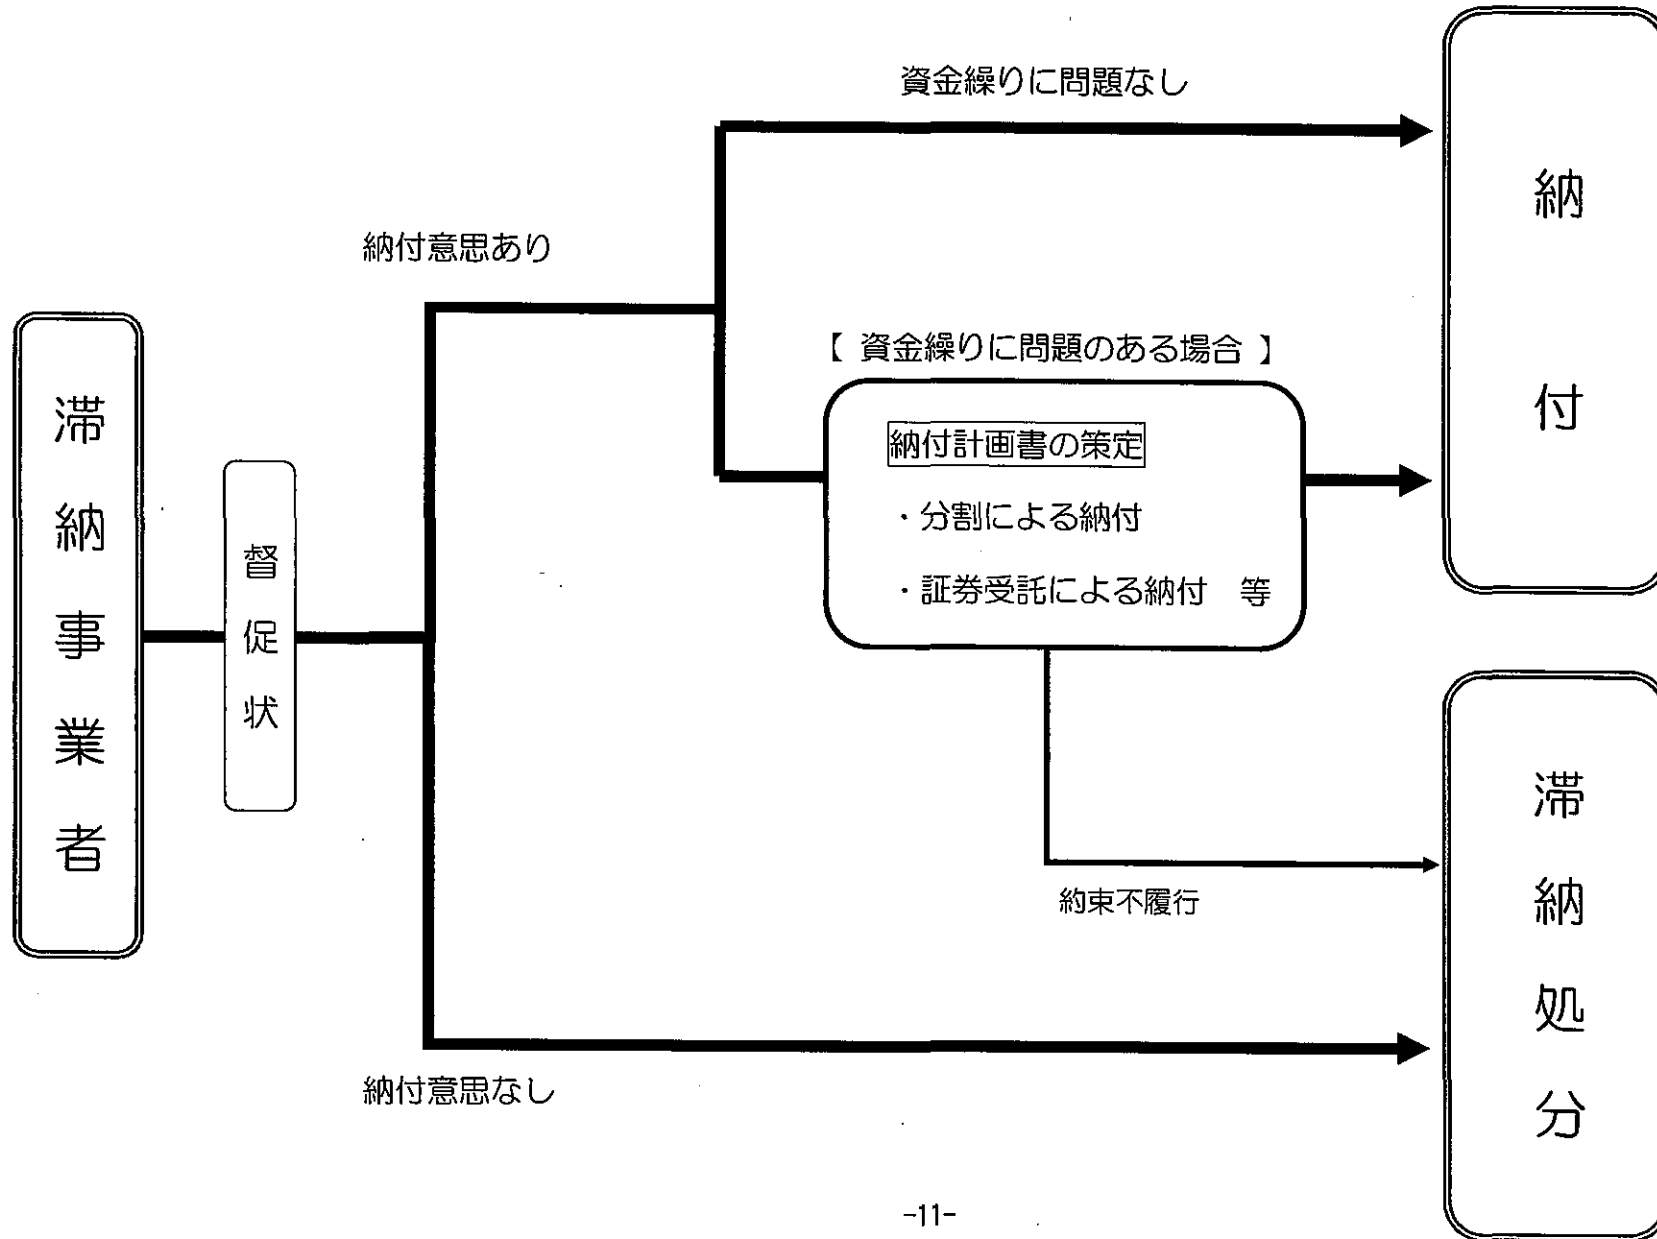 滞納事業者
督促状
納付意思あり
資金繰りに問題なし
【 資金繰りに問題のある場合 】
納付計画書の策定
・分割による納付
・証券受託による納付　等
約束不履行
納付意思なし
納付
滞納処分
-11-